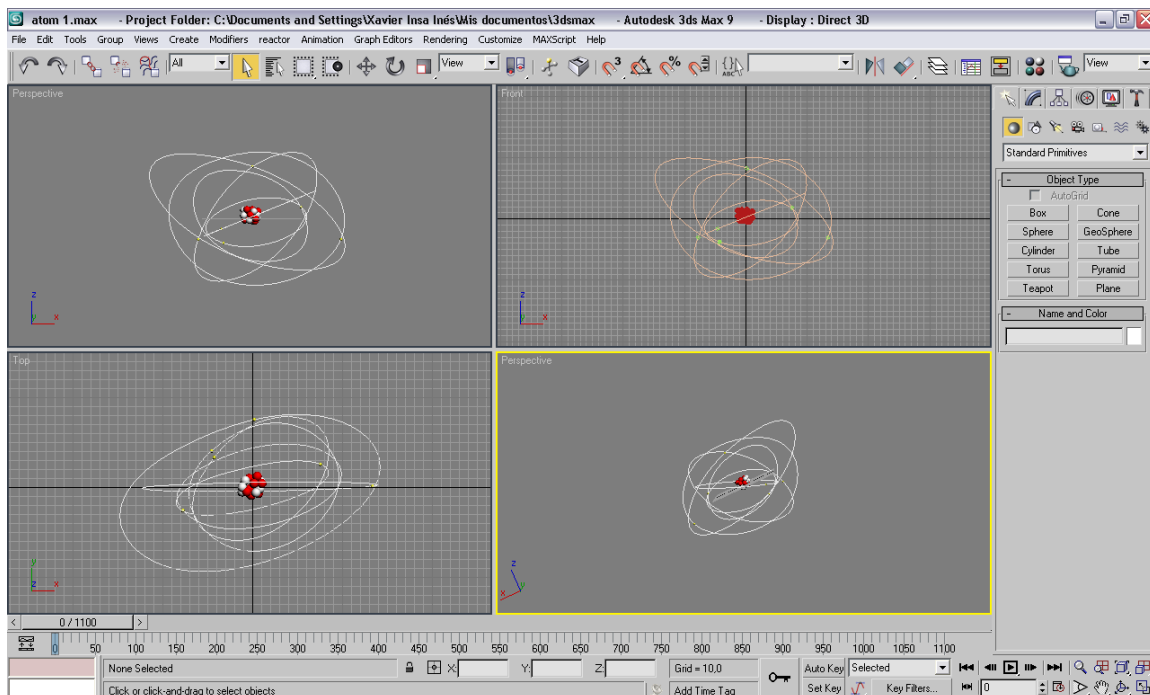 atom 1.max - Project Folder: C:\Documents and Settings\Xavier Insa Inés\Mis documentos\3dsmax - Autodesk 3ds Max 9 - Display : Direct 3D
File Edit Tools Group Views Create Modifiers reactor Animation Graph Editors Rendering Customize MAXScript Help
All View View
Perspective Front
Standard Primitives
- Object Type
AutoGrid
Box Cone
Sphere GeoSphere
Cylinder Tube
Torus Pyramid
Teapot Plane
- Name and Color
z y x z x
Top Perspective
y z x z y x
< 0 / 1100 >
0 50 100 150 200 250 300 350 400 450 500 550 600 650 700 750 800 850 900 950 1000 1050 1100
None Selected X: Y: Z: Grid = 10,0 Auto Key Selected
Click or click-and-drag to select objects Add Time Tag Set Key Key Filters... 0